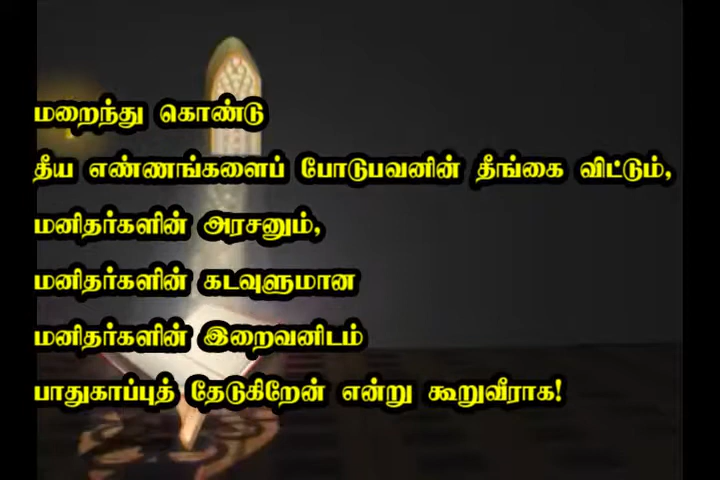 மறைந்து கொண்டு
தீய எண்ணங்களைப் போடுபவனின் தீங்கை விட்டும்,
மனிதர்களின் அரசனும்,
மனிதர்களின் கடவுளுமான
மனிதர்களின் இறைவனிடம்
பாதுகாப்புத் தேடுகிறேன் என்று கூறுவீராக!